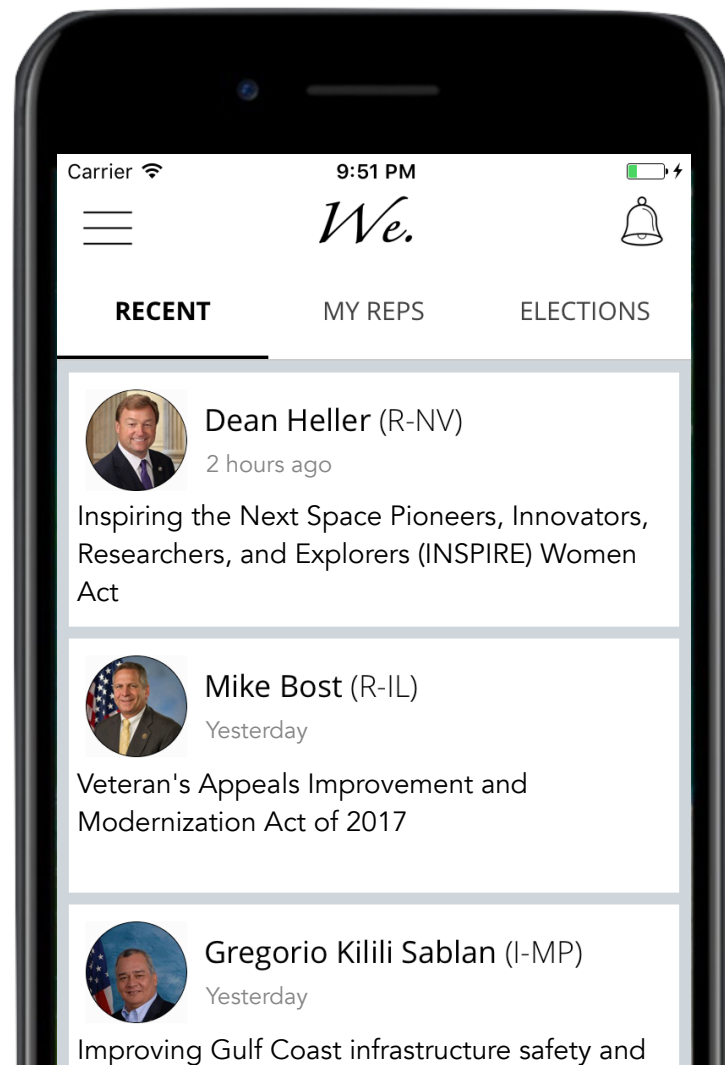 Carrier 9:51 PM
We.
RECENT MY REPS ELECTIONS
Dean Heller (R-NV)
2 hours ago
Inspiring the Next Space Pioneers, Innovators,
Researchers, and Explorers (INSPIRE) Women
Act
Mike Bost (R-IL)
Yesterday
Veteran's Appeals Improvement and
Modernization Act of 2017
Gregorio Kilili Sablan (I-MP)
Yesterday
Improving Gulf Coast infrastructure safety and